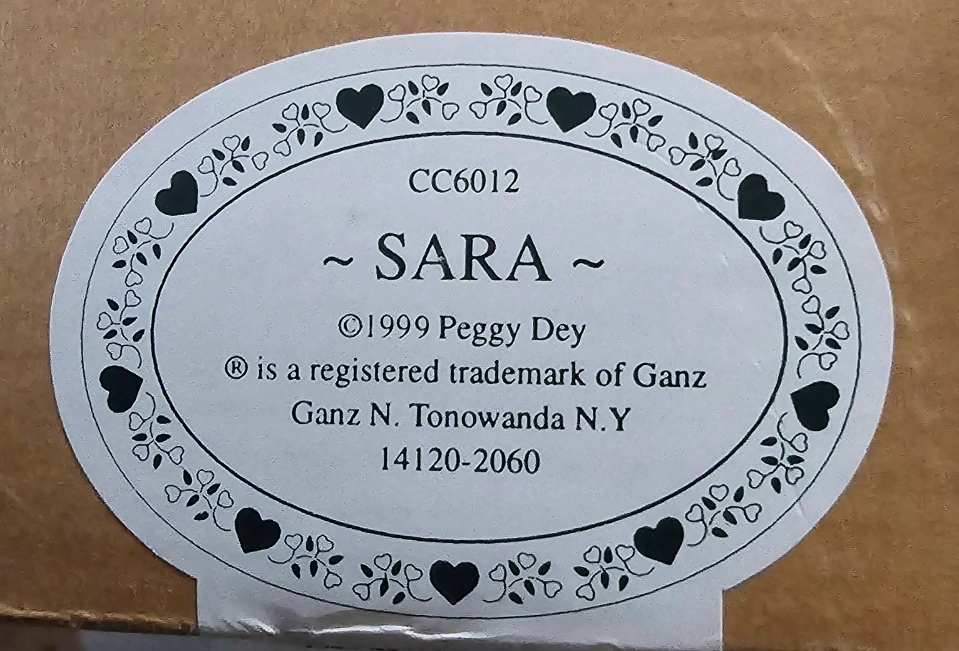 CC6012
~ SARA ~
©1999 Peggy Dey
® is a registered trademark of Ganz
Ganz N. Tonowanda N.Y
14120-2060